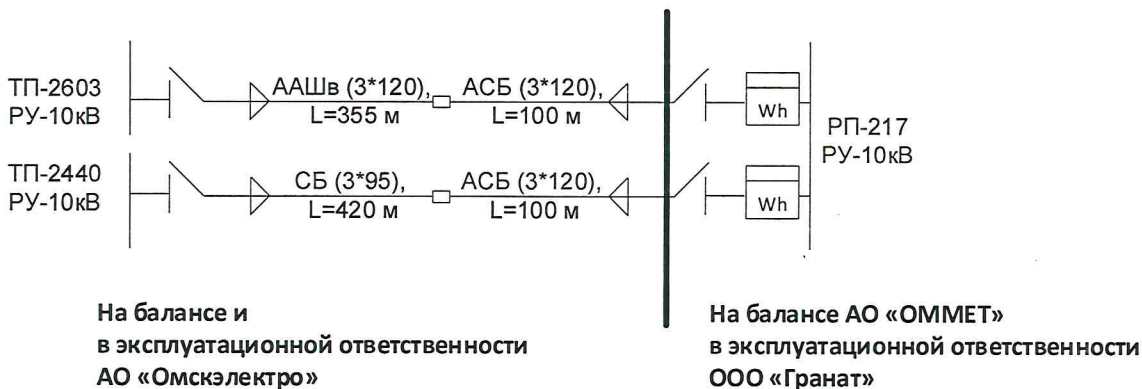 ТП-2603
РУ-10кВ
ААШв (3*120),
L=355 м
АСБ (3*120),
L=100 м
Wh
РП-217
РУ-10кВ
ТП-2440
РУ-10кВ
СБ (3*95),
L=420 м
АСБ (3*120),
L=100 м
Wh
На балансе и
в эксплуатационной ответственности
АО «Омскэлектро»
На балансе АО «ОММЕТ»
в эксплуатационной ответственности
ООО «Гранат»